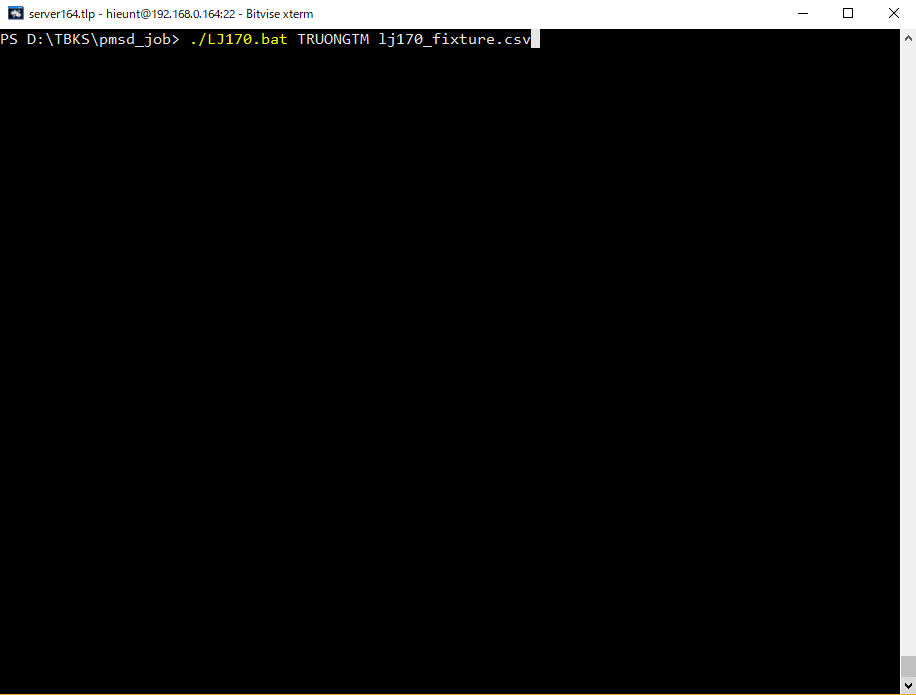 server164.tlp - hieunt@192.168.0.164:22 - Bitvise xterm
PS D:\TBKS\pmsd_job> ./LJ170.bat TRUONGTM lj170_fixture.csv